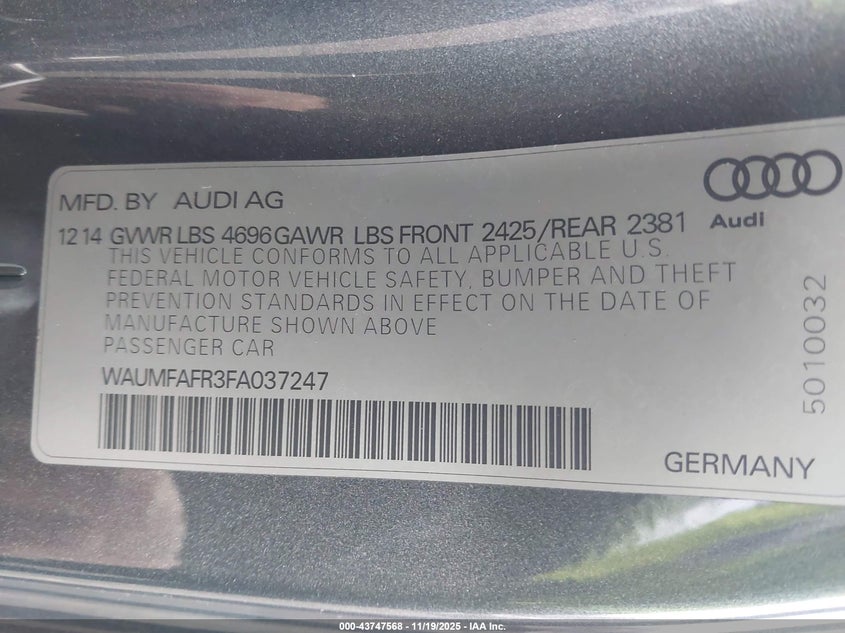 MFD. BY AUDI AG
Audi
12 14 GVWR LBS 4696 GAWR LBS FRONT 2425/REAR 2381
THIS VEHICLE CONFORMS TO ALL APPLICABLE U.S.
FEDERAL MOTOR VEHICLE SAFETY, BUMPER AND THEFT
PREVENTION STANDARDS IN EFFECT ON THE DATE OF
MANUFACTURE SHOWN ABOVE
PASSENGER CAR
WAUMFAFR3FA037247
5010032
GERMANY
000-43747568 - 11/19/2025 - IAA Inc.